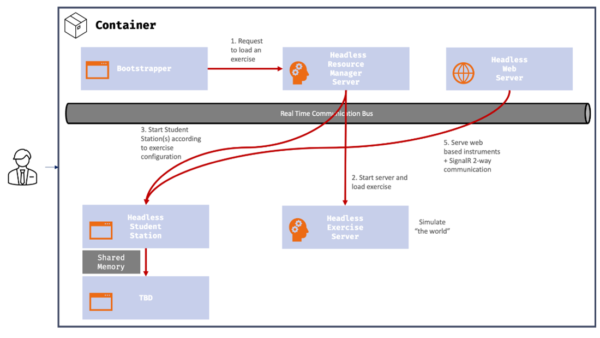 Container
1. Request
to load an
exercise
Bootstrapper
Headless
Resource
Manager
Server
Headless
Web
Server
Real Time Communication Bus
3. Start Student
Station(s) according
to exercise
configuration
5. Serve web
based instruments
+ SignalR 2-way
communication
2. Start server and
load exercise
Headless
Student
Station
Headless
Exercise
Server
Simulate
"the world"
Shared
Memory
TBD